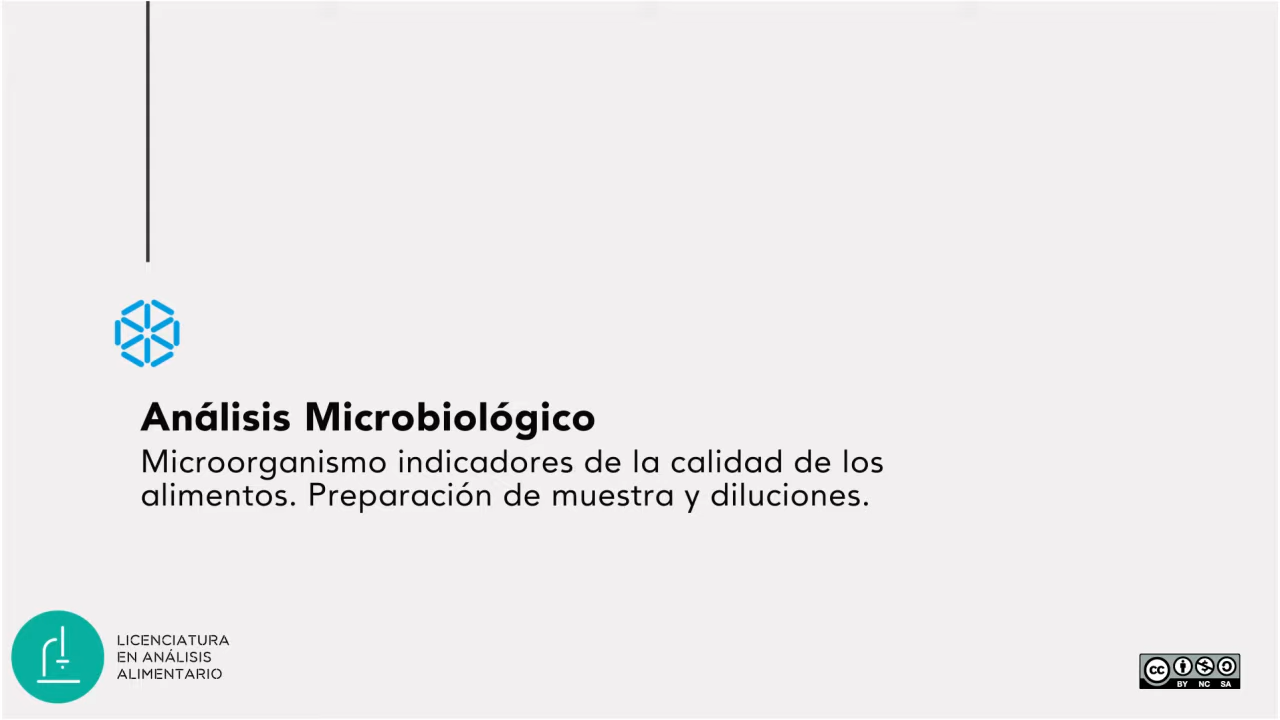 Análisis Microbiológico
Microorganismo indicadores de la calidad de los
alimentos. Preparación de muestra y diluciones.
LICENCIATURA
EN ANÁLISIS
ALIMENTARIO
cc
BY NC SA